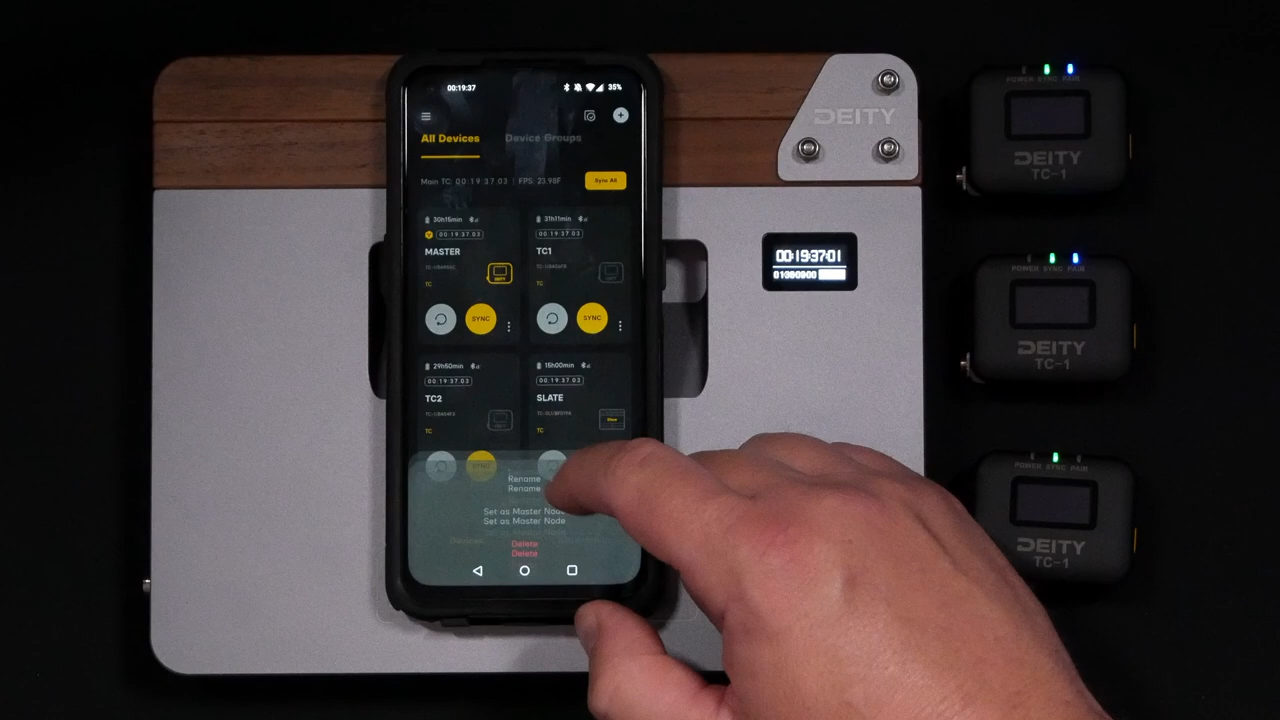 00:19:37
35%
All Devices
Device Groups
Main TC: 00:19:37:03 | FPS: 23.98F
Sync All
30h15min
00:19:37:03
MASTER
TC
SYNC
31h11min
00:19:37:03
TC1
TC
SYNC
29h50min
00:19:37:03
TC2
TC
SYNC
15h00min
00:19:37:03
SLATE
TC
Rename
Rename
Set as Master Node
Set as Master Node
Delete
Delete
DEITY
00:19:37:01
01350900
POWER SYNC PAIR
DEITY
TC-1
POWER SYNC PAIR
DEITY
TC-1
POWER SYNC PAIR
DEITY
TC-1